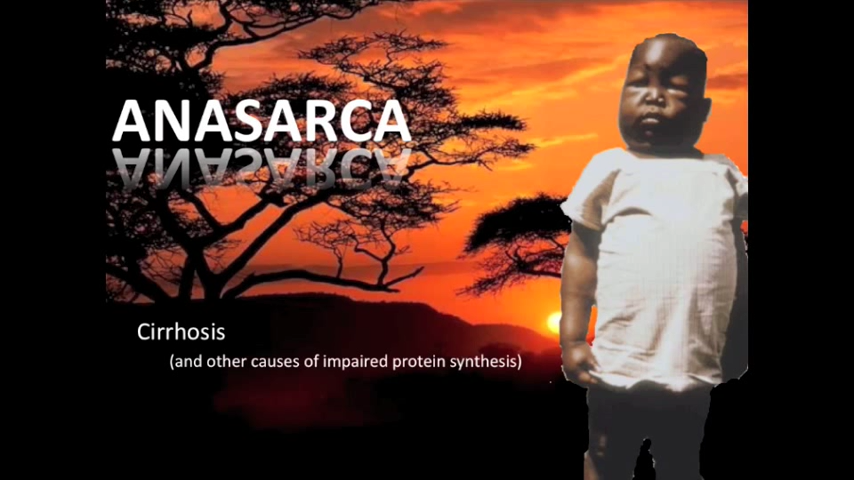 ANASARCA
Cirrhosis
(and other causes of impaired protein synthesis)